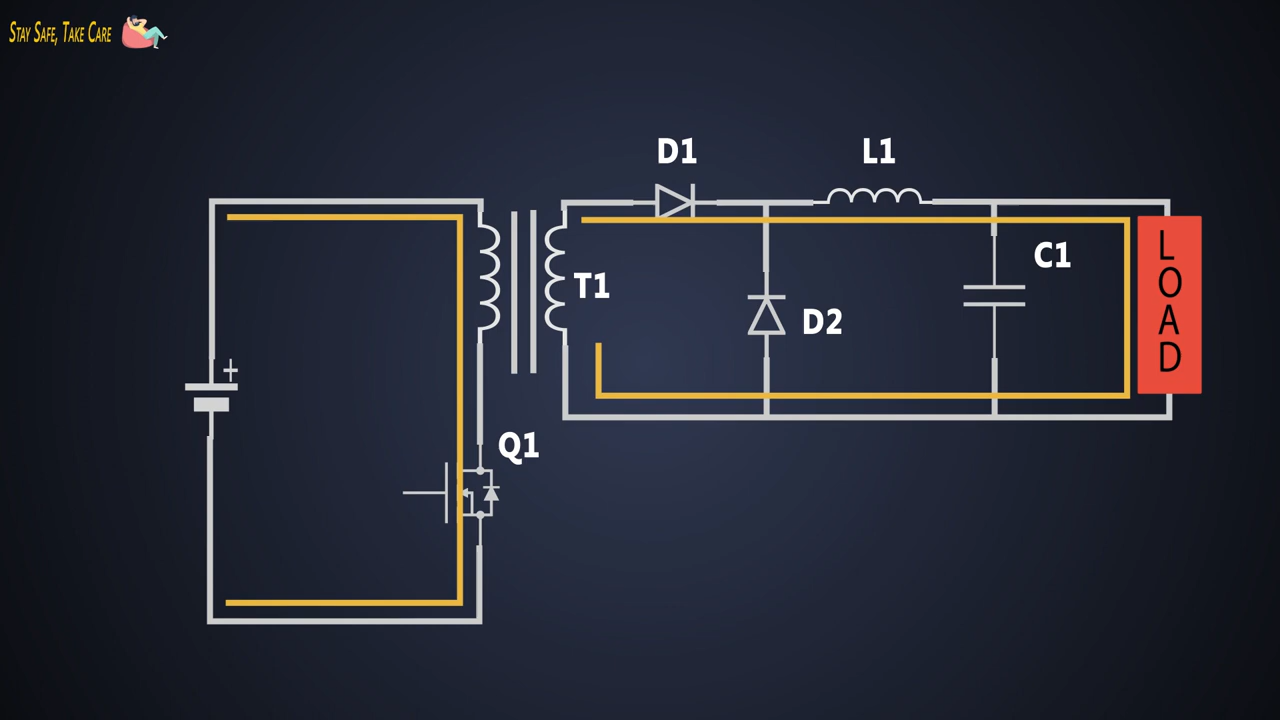 Stay Safe, Take Care
D1
L1
C1
T1
D2
LOAD
+
Q1